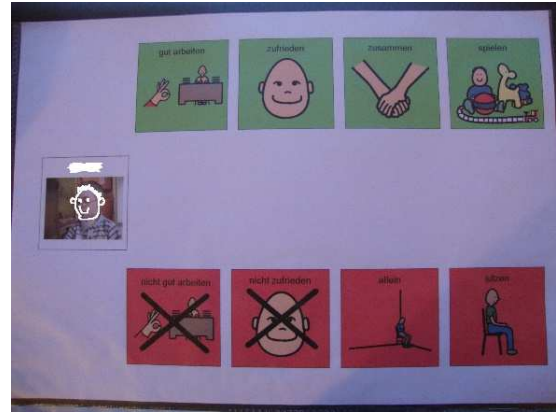 gut arbeiten
zufrieden
zusammen
spielen
nicht gut arbeiten
nicht zufrieden
allein
sitzen